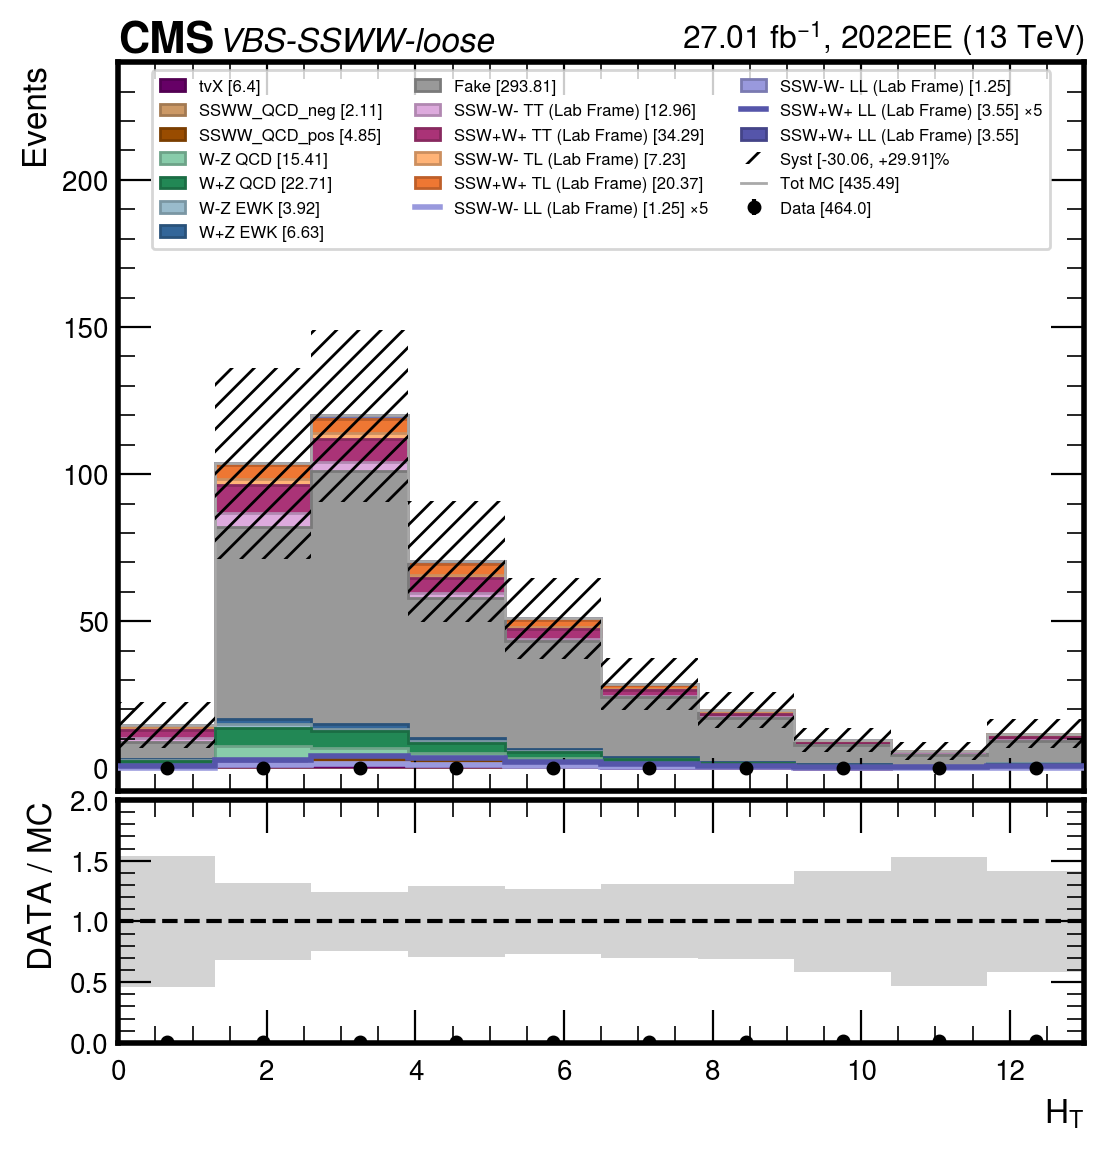 CMS VBS-SSWW-loose 27.01 fb⁻¹, 2022EE (13 TeV)
Events
tvX [6.4]
SSWW_QCD_neg [2.11]
SSWW_QCD_pos [4.85]
W-Z QCD [15.41]
W+Z QCD [22.71]
W-Z EWK [3.92]
W+Z EWK [6.63]
Fake [293.81]
SSW-W- TT (Lab Frame) [12.96]
SSW+W+ TT (Lab Frame) [34.29]
SSW-W- TL (Lab Frame) [7.23]
SSW+W+ TL (Lab Frame) [20.37]
SSW-W- LL (Lab Frame) [1.25] ×5
SSW-W- LL (Lab Frame) [1.25]
SSW+W+ LL (Lab Frame) [3.55] ×5
SSW+W+ LL (Lab Frame) [3.55]
Syst [-30.06, +29.91]%
Tot MC [435.49]
Data [464.0]
200
150
100
50
0
DATA / MC
2.0
1.5
1.0
0.5
0.0
0 2 4 6 8 10 12
H_T